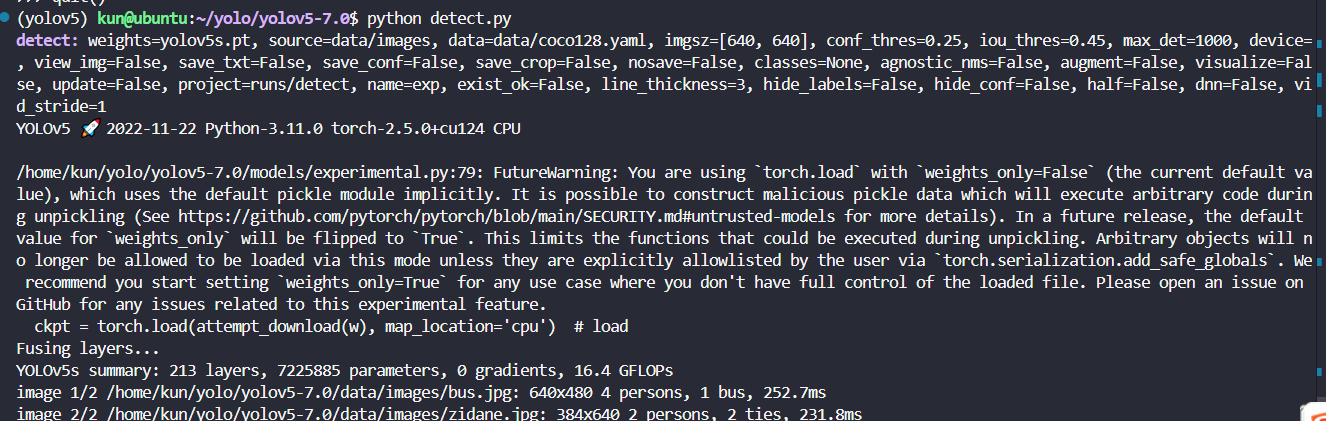 (yolov5) kun@ubuntu:~/yolo/yolov5-7.0$ python detect.py
detect: weights=yolov5s.pt, source=data/images, data=data/coco128.yaml, imgsz=[640, 640], conf_thres=0.25, iou_thres=0.45, max_det=1000, device=
, view_img=False, save_txt=False, save_conf=False, save_crop=False, nosave=False, classes=None, agnostic_nms=False, augment=False, visualize=Fal
se, update=False, project=runs/detect, name=exp, exist_ok=False, line_thickness=3, hide_labels=False, hide_conf=False, half=False, dnn=False, vi
d_stride=1
YOLOv5 🚀 2022-11-22 Python-3.11.0 torch-2.5.0+cu124 CPU
/home/kun/yolo/yolov5-7.0/models/experimental.py:79: FutureWarning: You are using `torch.load` with `weights_only=False` (the current default va
lue), which uses the default pickle module implicitly. It is possible to construct malicious pickle data which will execute arbitrary code durin
g unpickling (See https://github.com/pytorch/pytorch/blob/main/SECURITY.md#untrusted-models for more details). In a future release, the default
value for `weights_only` will be flipped to `True`. This limits the functions that could be executed during unpickling. Arbitrary objects will n
o longer be allowed to be loaded via this mode unless they are explicitly allowlisted by the user via `torch.serialization.add_safe_globals`. We
recommend you start setting `weights_only=True` for any use case where you don't have full control of the loaded file. Please open an issue on
GitHub for any issues related to this experimental feature.
ckpt = torch.load(attempt_download(w), map_location='cpu')  # load
Fusing layers...
YOLOv5s summary: 213 layers, 7225885 parameters, 0 gradients, 16.4 GFLOPs
image 1/2 /home/kun/yolo/yolov5-7.0/data/images/bus.jpg: 640x480 4 persons, 1 bus, 252.7ms
image 2/2 /home/kun/yolo/yolov5-7.0/data/images/zidane.jpg: 384x640 2 persons, 2 ties, 231.8ms